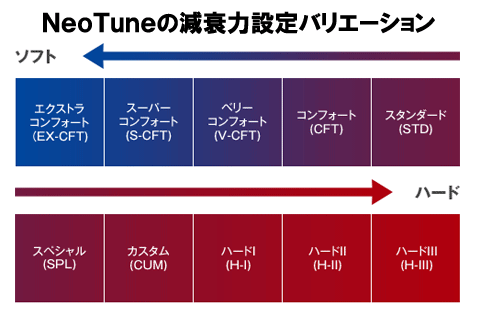 NeoTuneの減衰力設定バリエーション
ソフト
エクストラ
コンフォート
(EX-CFT)
スーパー
コンフォート
(S-CFT)
ベリー
コンフォート
(V-CFT)
コンフォート
(CFT)
スタンダード
(STD)
ハード
スペシャル
(SPL)
カスタム
(CUM)
ハードI
(H-I)
ハードII
(H-II)
ハードIII
(H-III)